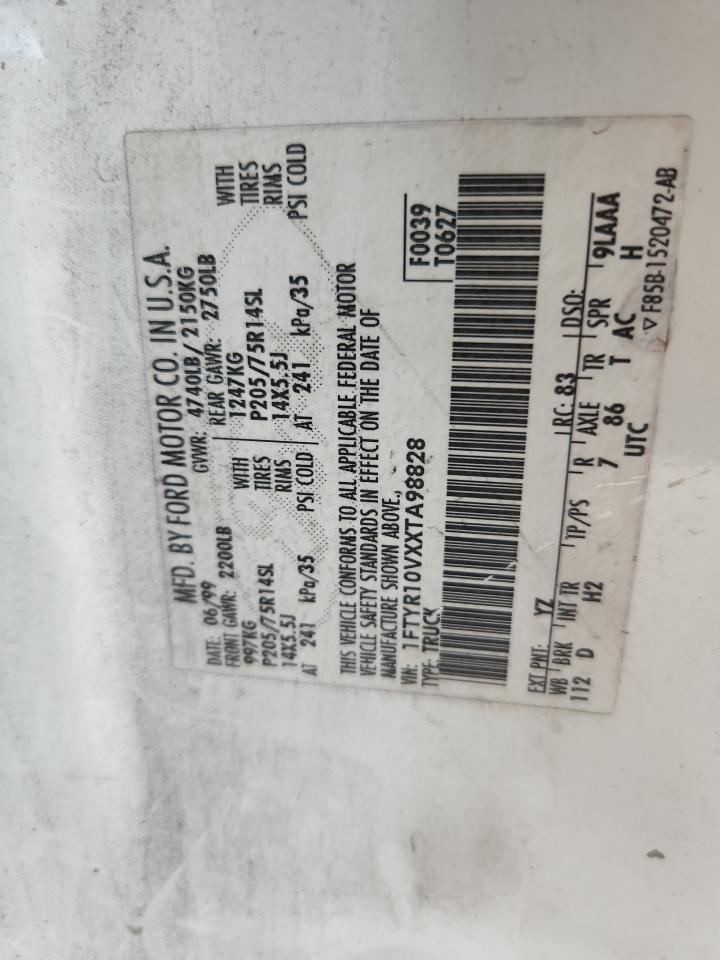 MFD. BY FORD MOTOR CO. IN U.S.A.
DATE: 06/99 GVWR: 4740LB/ 2150KG
FRONT GAWR: 2200LB REAR GAWR: 2750LB
997KG WITH 1247KG WITH
P205/75R14SL TIRES P205/75R14SL TIRES
14X5.5J RIMS 14X5.5J RIMS
AT 241 kPa/35 PSI COLD AT 241 kPa/35 PSI COLD
THIS VEHICLE CONFORMS TO ALL APPLICABLE FEDERAL MOTOR
VEHICLE SAFETY STANDARDS IN EFFECT ON THE DATE OF
MANUFACTURE SHOWN ABOVE.
VIN: 1FTYR10VXXTA98828 F0039
TYPE: TRUCK T0627
EXT PNT: YZ RC: 83 DSO:
WB BRK INT TR TP/PS R AXLE TR SPR 9LAAA
112 D H2 7 86 T AC H
UTC ▽ F85B-1520472-AB